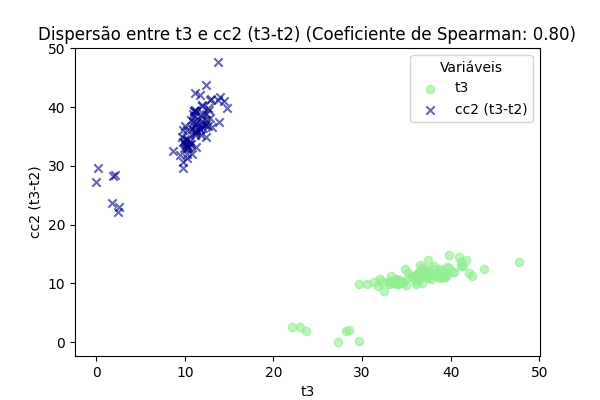 Dispersão entre t3 e cc2 (t3-t2) (Coeficiente de Spearman: 0.80)
50
40
30
20
10
0
cc2 (t3-t2)
Variáveis
t3
cc2 (t3-t2)
0 10 20 30 40 50
t3